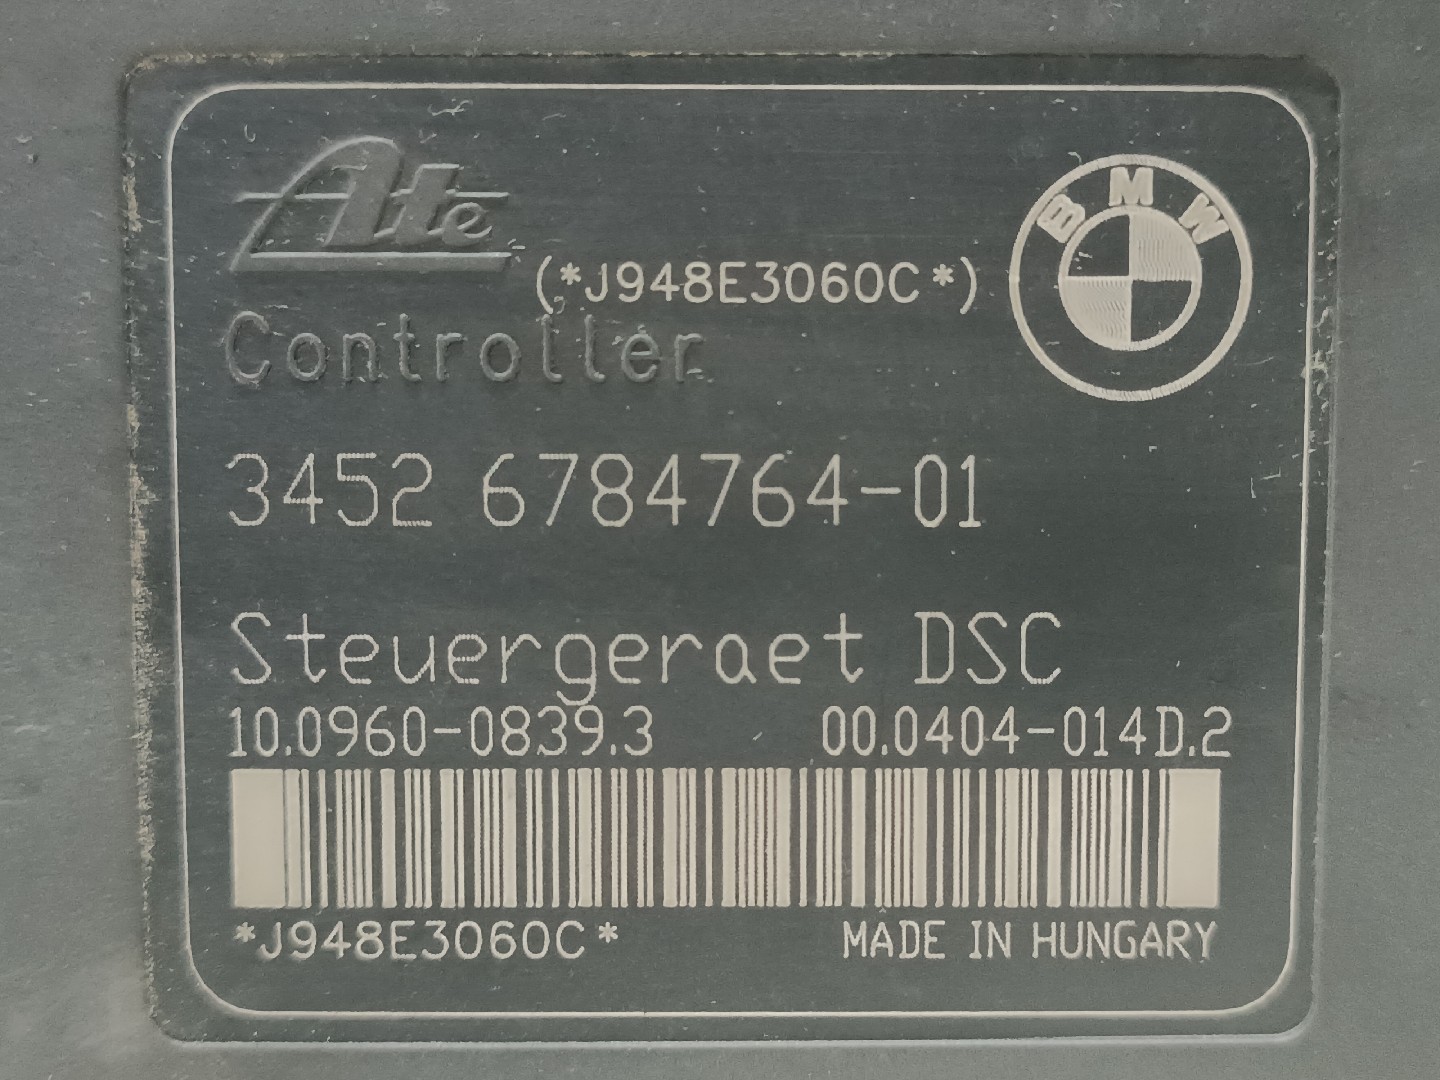 Ate
BMW
(*J948E3060C*)
Controller
3452 6784764-01
Steuergeraet DSC
10.0960-0839.3 00.0404-014D.2
*J948E3060C* MADE IN HUNGARY